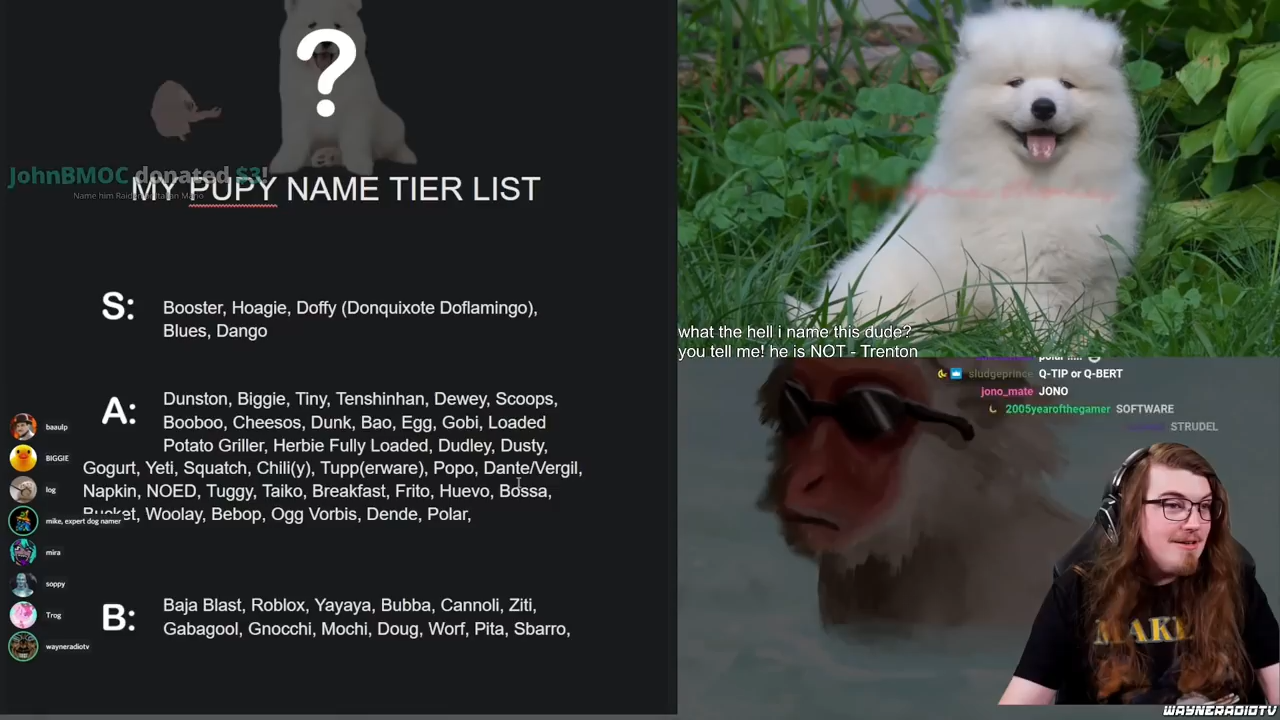 ?
JohnBMOC donated $3!
MY PUPY NAME TIER LIST
S:
Booster, Hoagie, Doffy (Donquixote Doflamingo),
Blues, Dango
A:
Dunston, Biggie, Tiny, Tenshinhan, Dewey, Scoops,
Booboo, Cheesos, Dunk, Bao, Egg, Gobi, Loaded
Potato Griller, Herbie Fully Loaded, Dudley, Dusty,
Gogurt, Yeti, Squatch, Chili(y), Tupp(erware), Popo, Dante/Vergil,
Napkin, NOED, Tuggy, Taiko, Breakfast, Frito, Huevo, Bossa,
Bucket, Woolay, Bebop, Ogg Vorbis, Dende, Polar,
B:
Baja Blast, Roblox, Yayaya, Bubba, Cannoli, Ziti,
Gabagool, Gnocchi, Mochi, Doug, Worf, Pita, Sbarro,
baaulp
BIGGIE
log
mike, expert dog namer
mira
soppy
Trog
wayneradiotv
what the hell i name this dude?
you tell me! he is NOT - Trenton
sludgeprince Q-TIP or Q-BERT
jono_mate JONO
2005yearofthegamer SOFTWARE
STRUDEL
MAKE
WAYNERADIOTV